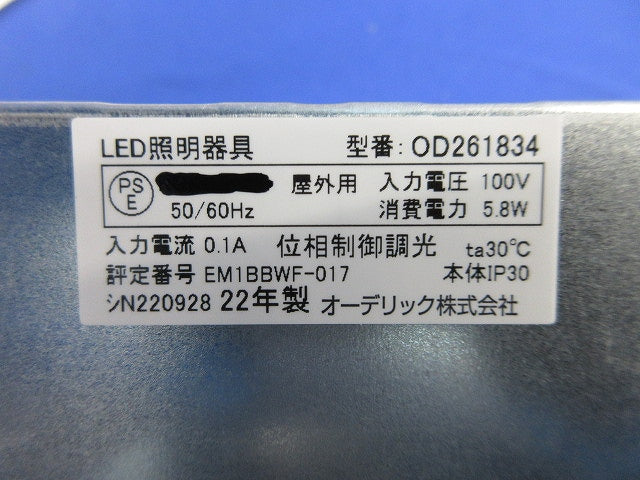 LED照明器具 型番: OD261834
PSE 屋外用 入力電圧 100V
50/60Hz 消費電力 5.8W
入力電流 0.1A 位相制御調光 ta30℃
評定番号 EM1BBWF-017 本体IP30
シN220928 22年製 オーデリック株式会社